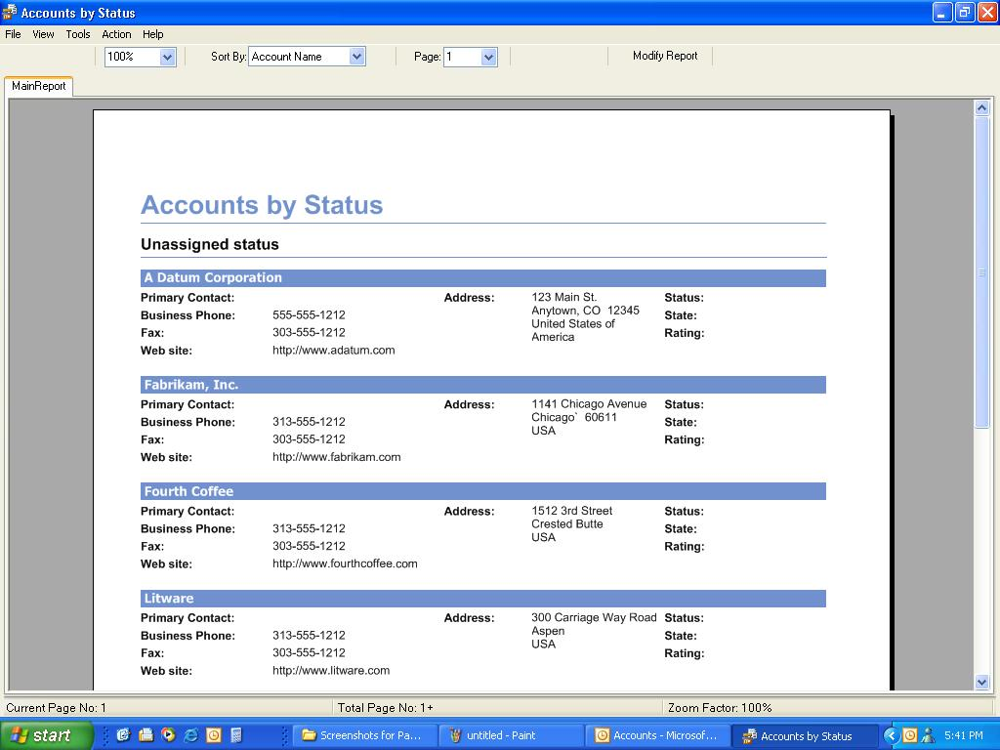 Accounts by Status
File View Tools Action Help
100% Sort By: Account Name Page: 1 Modify Report
MainReport
Accounts by Status
Unassigned status
A Datum Corporation
Primary Contact: Address: 123 Main St. Status:
Anytown, CO 12345
Business Phone: 555-555-1212 State:
United States of
Fax: 303-555-1212 America Rating:
Web site: http://www.adatum.com
Fabrikam, Inc.
Primary Contact: Address: 1141 Chicago Avenue Status:
Chicago` 60611
Business Phone: 313-555-1212 State:
USA
Fax: 303-555-1212 Rating:
Web site: http://www.fabrikam.com
Fourth Coffee
Primary Contact: Address: 1512 3rd Street Status:
Crested Butte
Business Phone: 313-555-1212 State:
USA
Fax: 303-555-1212 Rating:
Web site: http://www.fourthcoffee.com
Litware
Primary Contact: Address: 300 Carriage Way Road Status:
Aspen
Business Phone: 313-555-1212 State:
USA
Fax: 303-555-1212 Rating:
Web site: http://www.litware.com
Current Page No: 1 Total Page No: 1+ Zoom Factor: 100%
start Screenshots for Pa... untitled - Paint Accounts - Microsof... Accounts by Status 5:41 PM